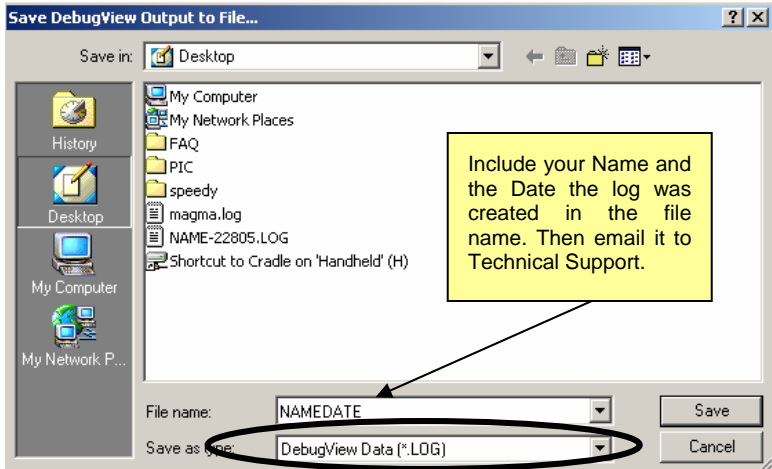 Save DebugView Output to File...
Save in:
Desktop
History
Desktop
My Computer
My Network P...
My Computer
My Network Places
FAQ
PIC
speedy
magma.log
NAME-22805.LOG
Shortcut to Cradle on 'Handheld' (H)
Include your Name and
the Date the log was
created in the file
name. Then email it to
Technical Support.
File name:
NAMEDATE
Save
Save as type:
DebugView Data (*.LOG)
Cancel